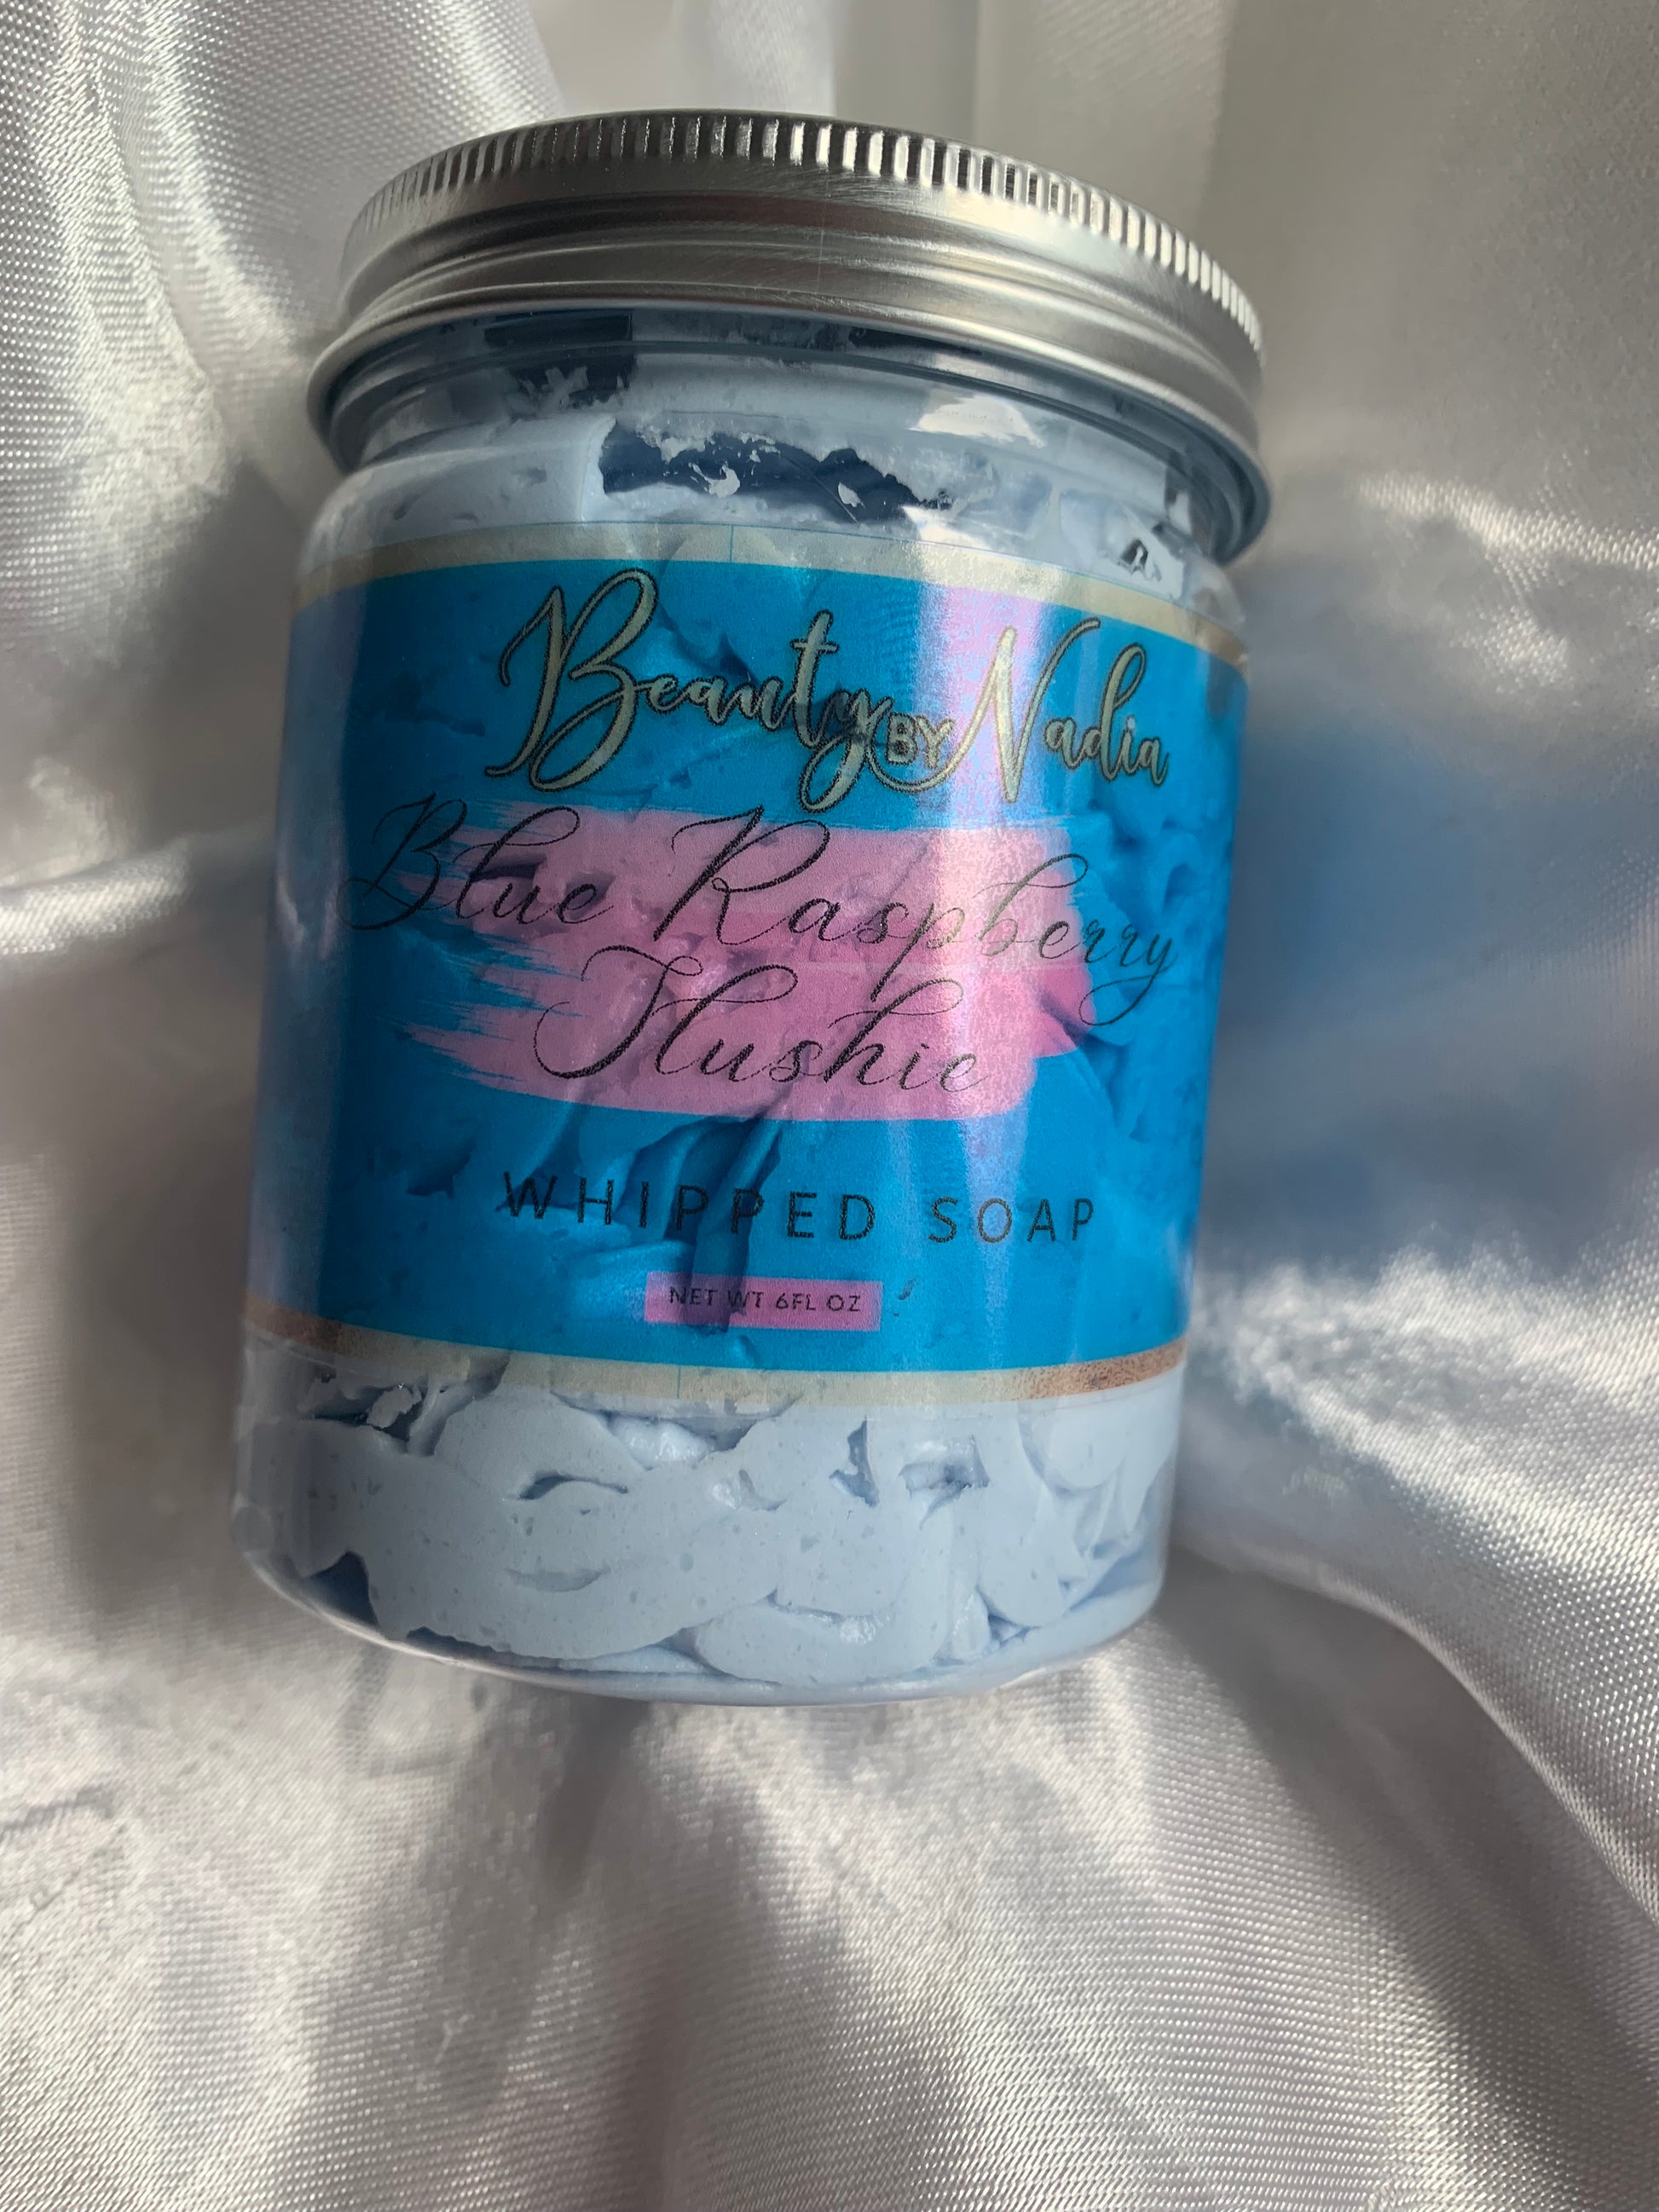 Beauty BY Nadia
Blue Raspberry
Slushie
WHIPPED SOAP
NET WT 6FL OZ